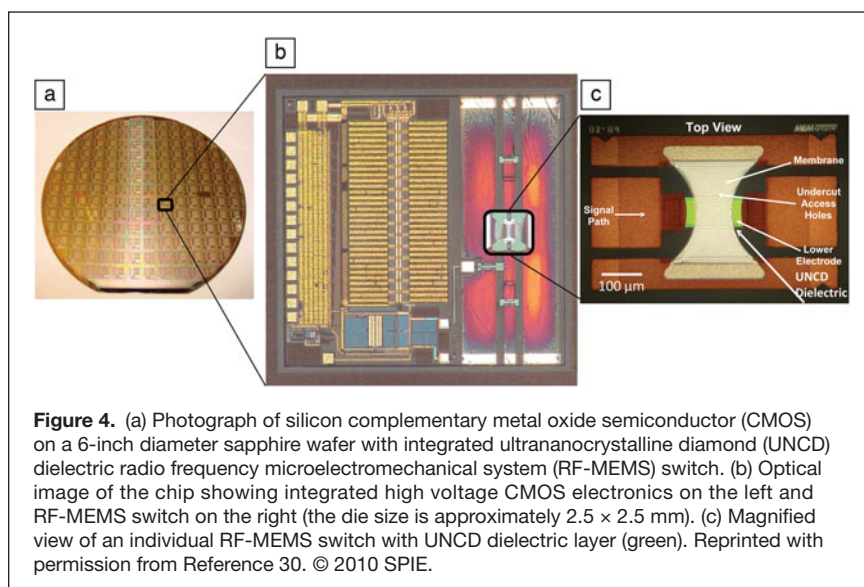 b
a
c
02-04
Top View
Membrane
Undercut
Access
Holes
Signal
Path
Lower
Electrode
UNCD
Dielectric
100 μm
Figure 4. (a) Photograph of silicon complementary metal oxide semiconductor (CMOS)
on a 6-inch diameter sapphire wafer with integrated ultrananocrystalline diamond (UNCD)
dielectric radio frequency microelectromechanical system (RF-MEMS) switch. (b) Optical
image of the chip showing integrated high voltage CMOS electronics on the left and
RF-MEMS switch on the right (the die size is approximately 2.5 × 2.5 mm). (c) Magnified
view of an individual RF-MEMS switch with UNCD dielectric layer (green). Reprinted with
permission from Reference 30. © 2010 SPIE.